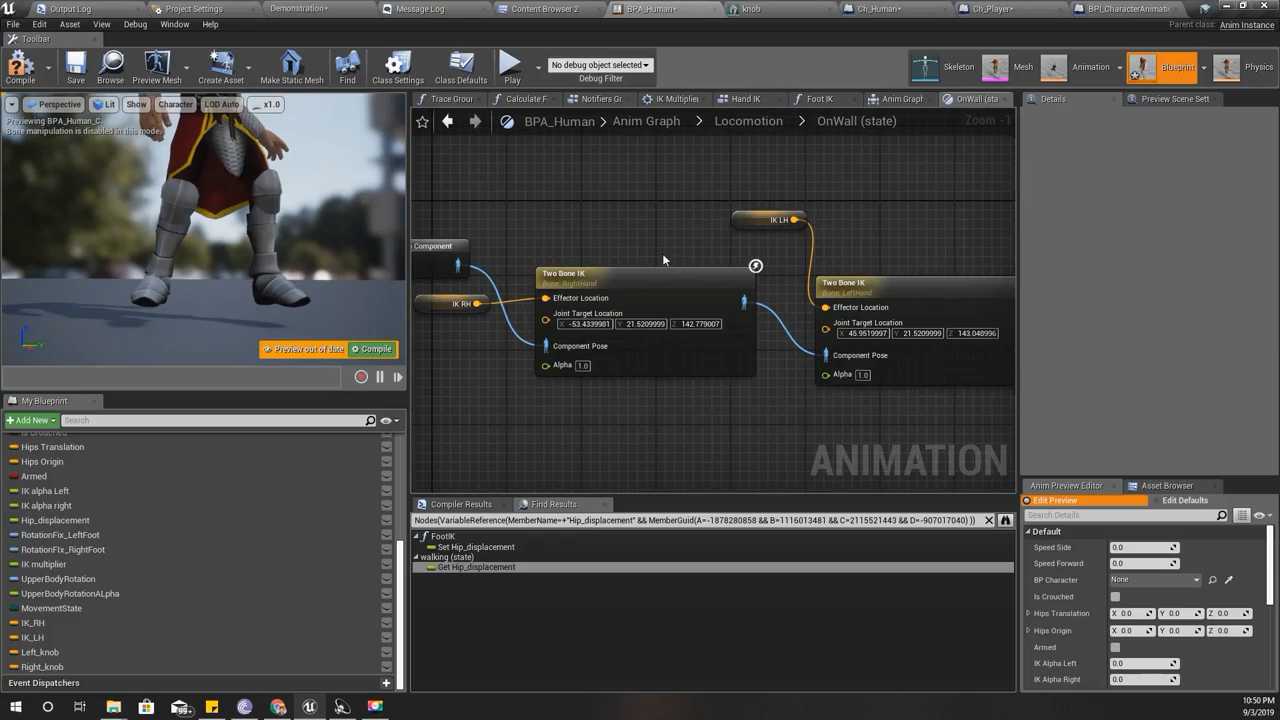 Output Log
Project Settings
Demonstration*
Message Log
Content Browser 2
BPA_Human*
knob
Ch_Human*
Ch_Player*
BPI_CharacterAnimatio
File Edit Asset View Debug Window Help
Parent class: Anim Instance
Toolbar
Compile
Save
Browse
Preview Mesh
Create Asset
Make Static Mesh
Find
Class Settings
Class Defaults
Play
No debug object selected
Debug Filter
Skeleton
Mesh
Animation
Blueprint
Physics
Perspective
Lit
Show
Character
LOD Auto
x1.0
Previewing BPA_Human_C.
Bone manipulation is disabled in this mode.
Preview out of date
Compile
Trace Grour
Calculate F
Notifiers Gr
IK Multiplier
Hand IK
Foot IK
Anim Graph
OnWall (sta
BPA_Human > Anim Graph > Locomotion > OnWall (state)
Zoom -1
IK LH
Component
IK RH
Two Bone IK
Bone: RightHand
Effector Location
Joint Target Location
X -53.4339981 Y 21.5209999 Z 142.779007
Component Pose
Alpha 1.0
Two Bone IK
Bone: LeftHand
Effector Location
Joint Target Location
X 45.9519997 Y 21.5209999 Z 143.048996
Component Pose
Alpha 1.0
ANIMATION
Details
Preview Scene Sett
My Blueprint
Add New
Search
Is Crouched
Hips Translation
Hips Origin
Armed
IK alpha Left
IK alpha right
Hip_displacement
RotationFix_LeftFoot
RotationFIx_RightFoot
IK multiplier
UpperBodyRotation
UpperBodyRotationALpha
MovementState
IK_RH
IK_LH
Left_knob
Right_knob
Event Dispatchers
Compiler Results
Find Results
Nodes(VariableReference(MemberName=+"Hip_displacement" && MemberGuid(A=-1878280858 && B=1116013481 && C=2115521443 && D=-907017040) ))
FootIK
Set Hip_displacement
walking (state)
Get Hip_displacement
Anim Preview Editor
Asset Browser
Edit Preview
Edit Defaults
Search Details
Default
Speed Side 0.0
Speed Forward 0.0
BP Character None
Is Crouched
Hips Translation X 0.0 Y 0.0 Z 0.0
Hips Origin X 0.0 Y 0.0 Z 0.0
Armed
IK Alpha Left 0.0
IK Alpha Right 0.0
99+
10:50 PM
9/3/2019